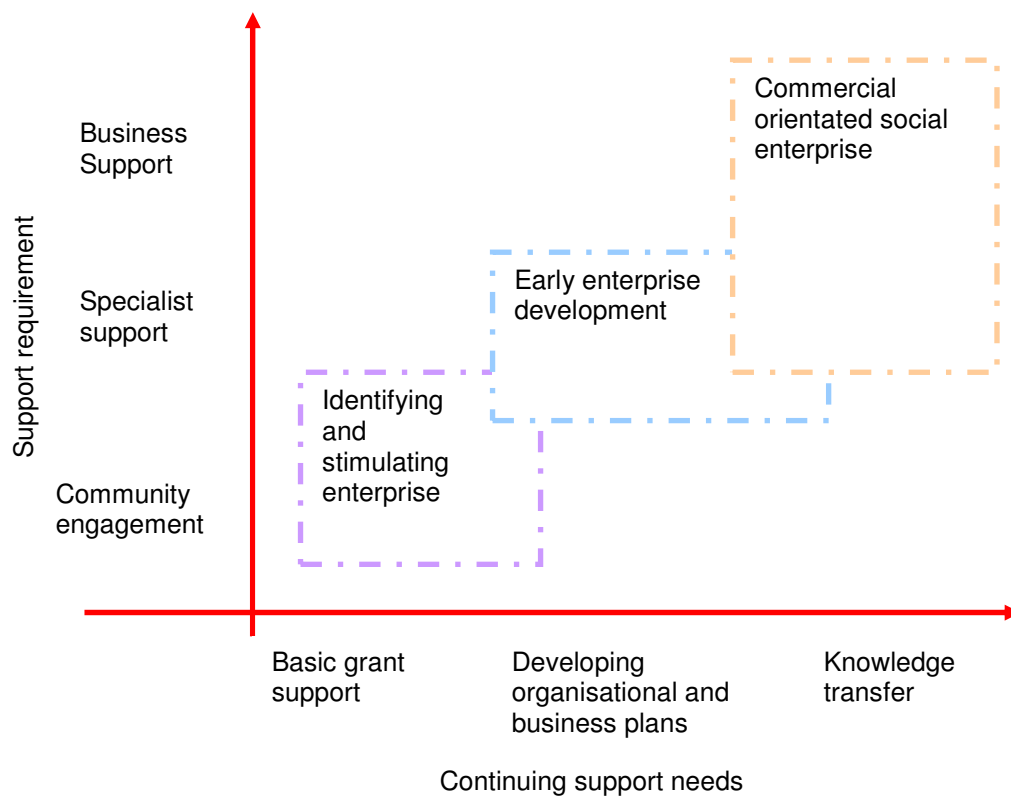 Commercial
orientated social
enterprise
Business
Support
Support requirement
Early enterprise
development
Specialist
support
Identifying
and
stimulating
enterprise
Community
engagement
Basic grant
support
Developing
organisational and
business plans
Knowledge
transfer
Continuing support needs